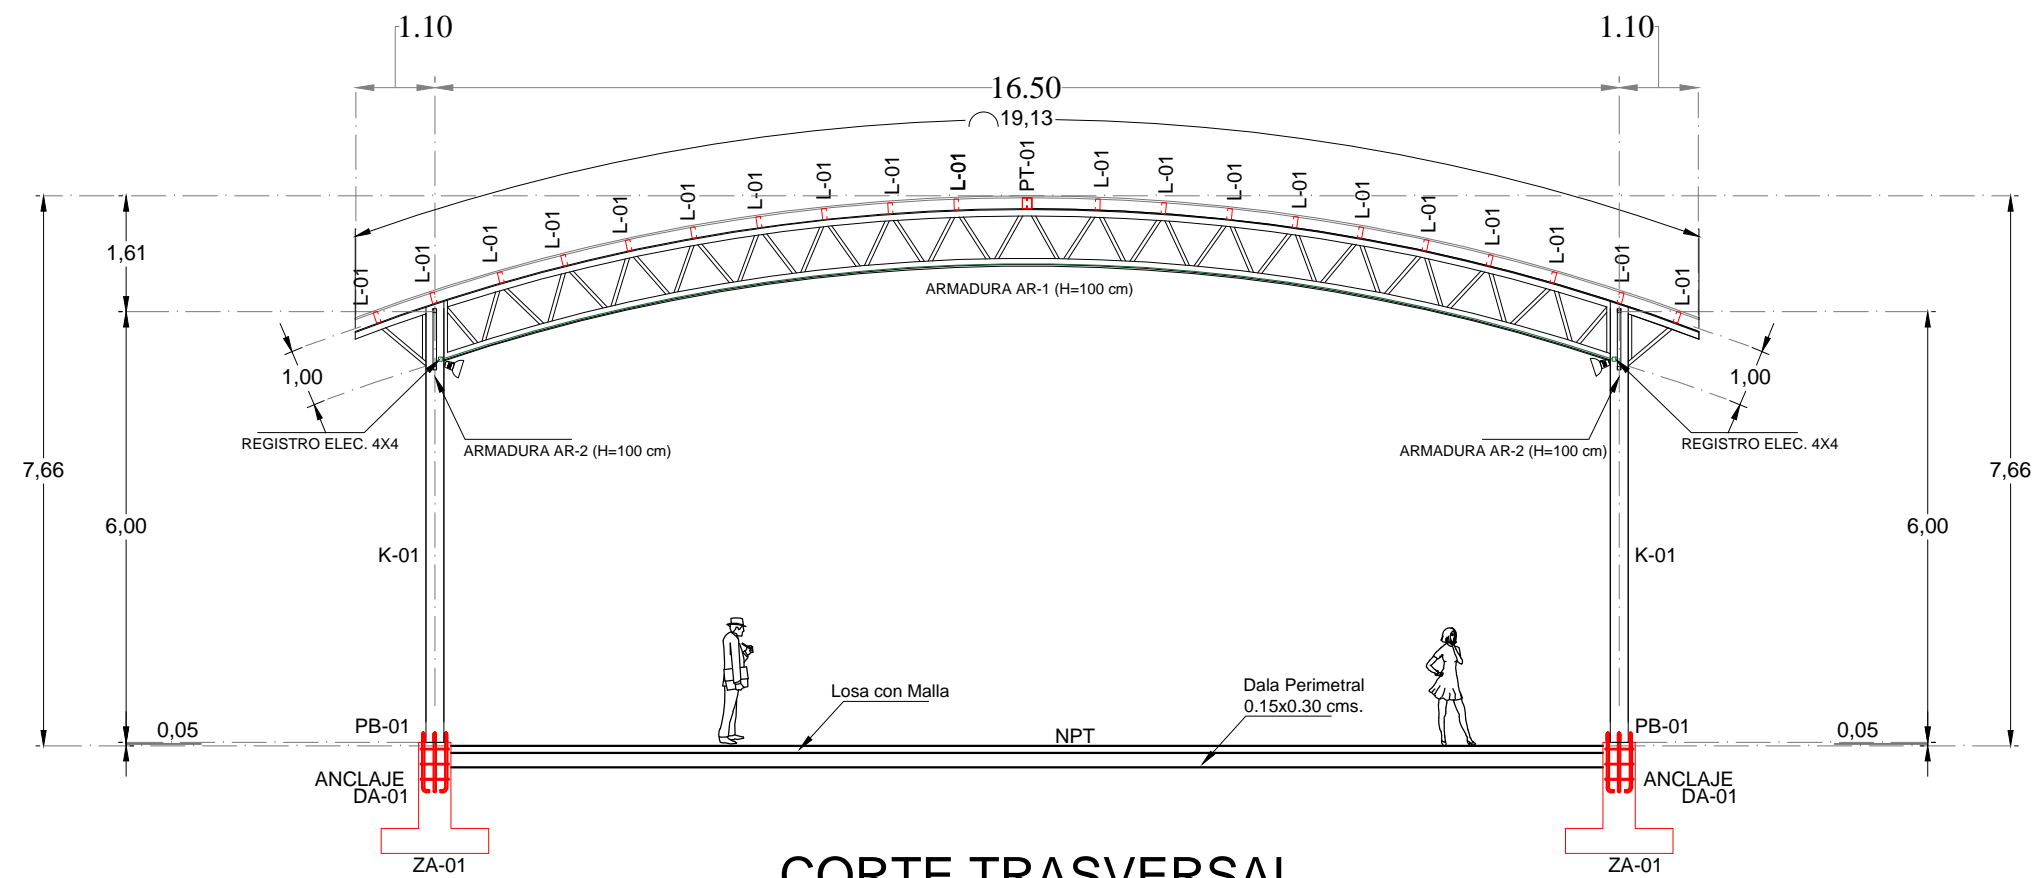 1.10
1.10
16.50
19,13
L-01
L-01
L-01
L-01
L-01
L-01
L-01
L-01
L-01
L-01
PT-01
L-01
L-01
L-01
L-01
L-01
L-01
L-01
L-01
L-01
L-01
1,61
ARMADURA AR-1 (H=100 cm)
1,00
1,00
REGISTRO ELEC. 4X4
ARMADURA AR-2 (H=100 cm)
ARMADURA AR-2 (H=100 cm)
REGISTRO ELEC. 4X4
7,66
7,66
6,00
6,00
K-01
K-01
Losa con Malla
Dala Perimetral
0.15x0.30 cms.
0,05
PB-01
NPT
PB-01
0,05
ANCLAJE
DA-01
ANCLAJE
DA-01
ZA-01
ZA-01
CORTE TRASVERSAL